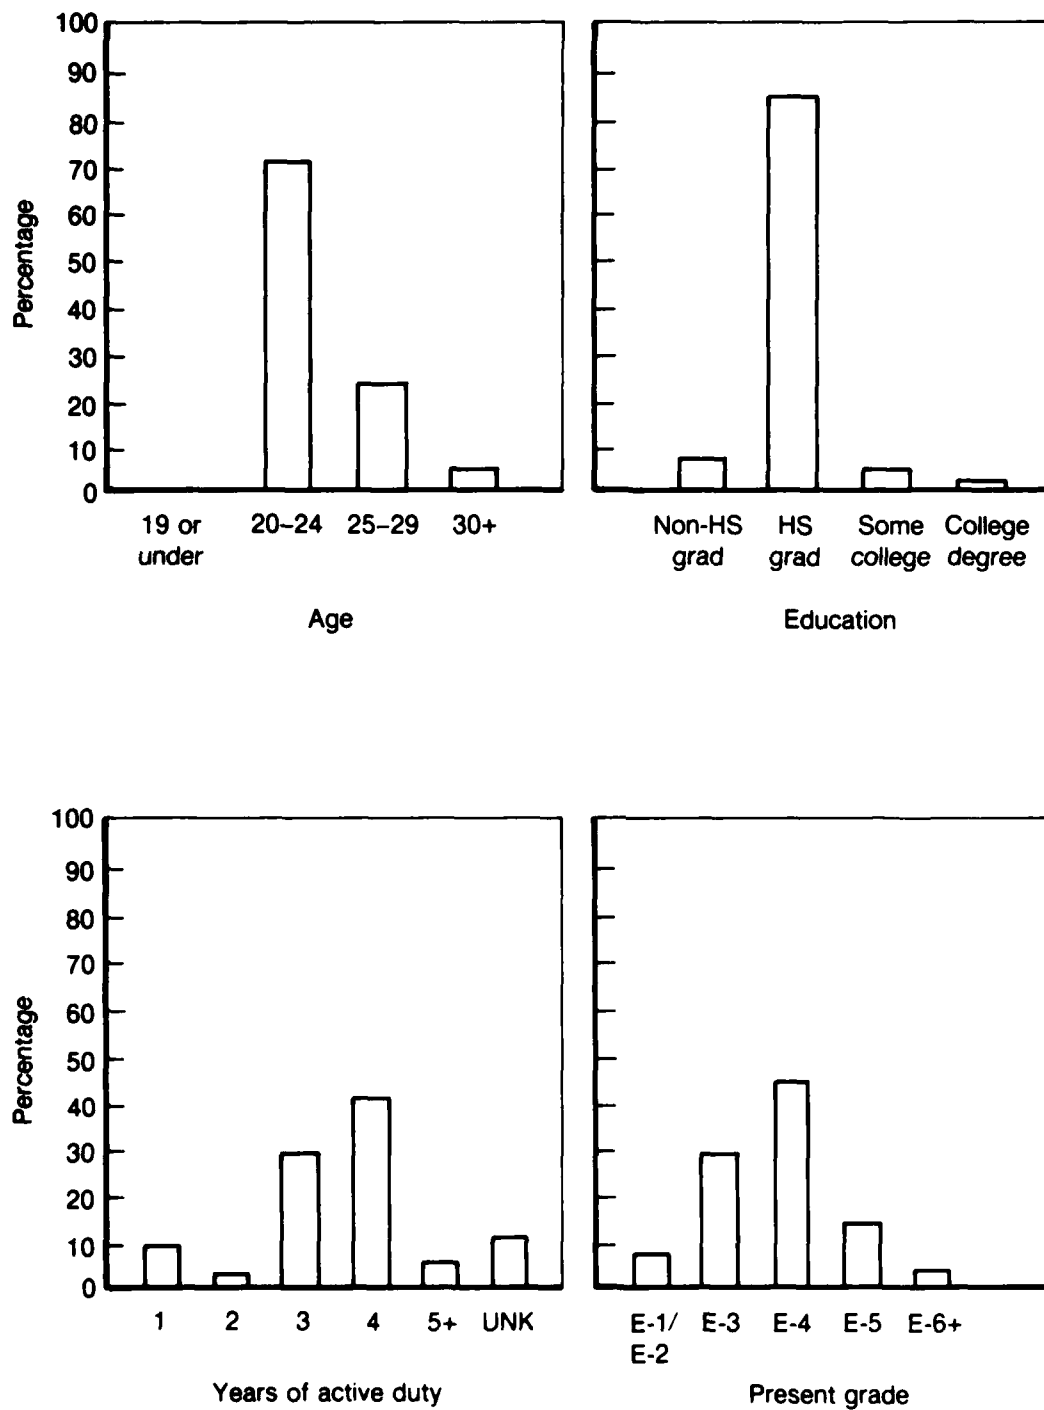 100
90
80
70
60
50
40
30
20
10
0
Percentage
19 or
under
20–24
25–29
30+
Age
Non-HS
grad
HS
grad
Some
college
College
degree
Education
100
90
80
70
60
50
40
30
20
10
0
Percentage
1
2
3
4
5+
UNK
Years of active duty
E-1/
E-2
E-3
E-4
E-5
E-6+
Present grade